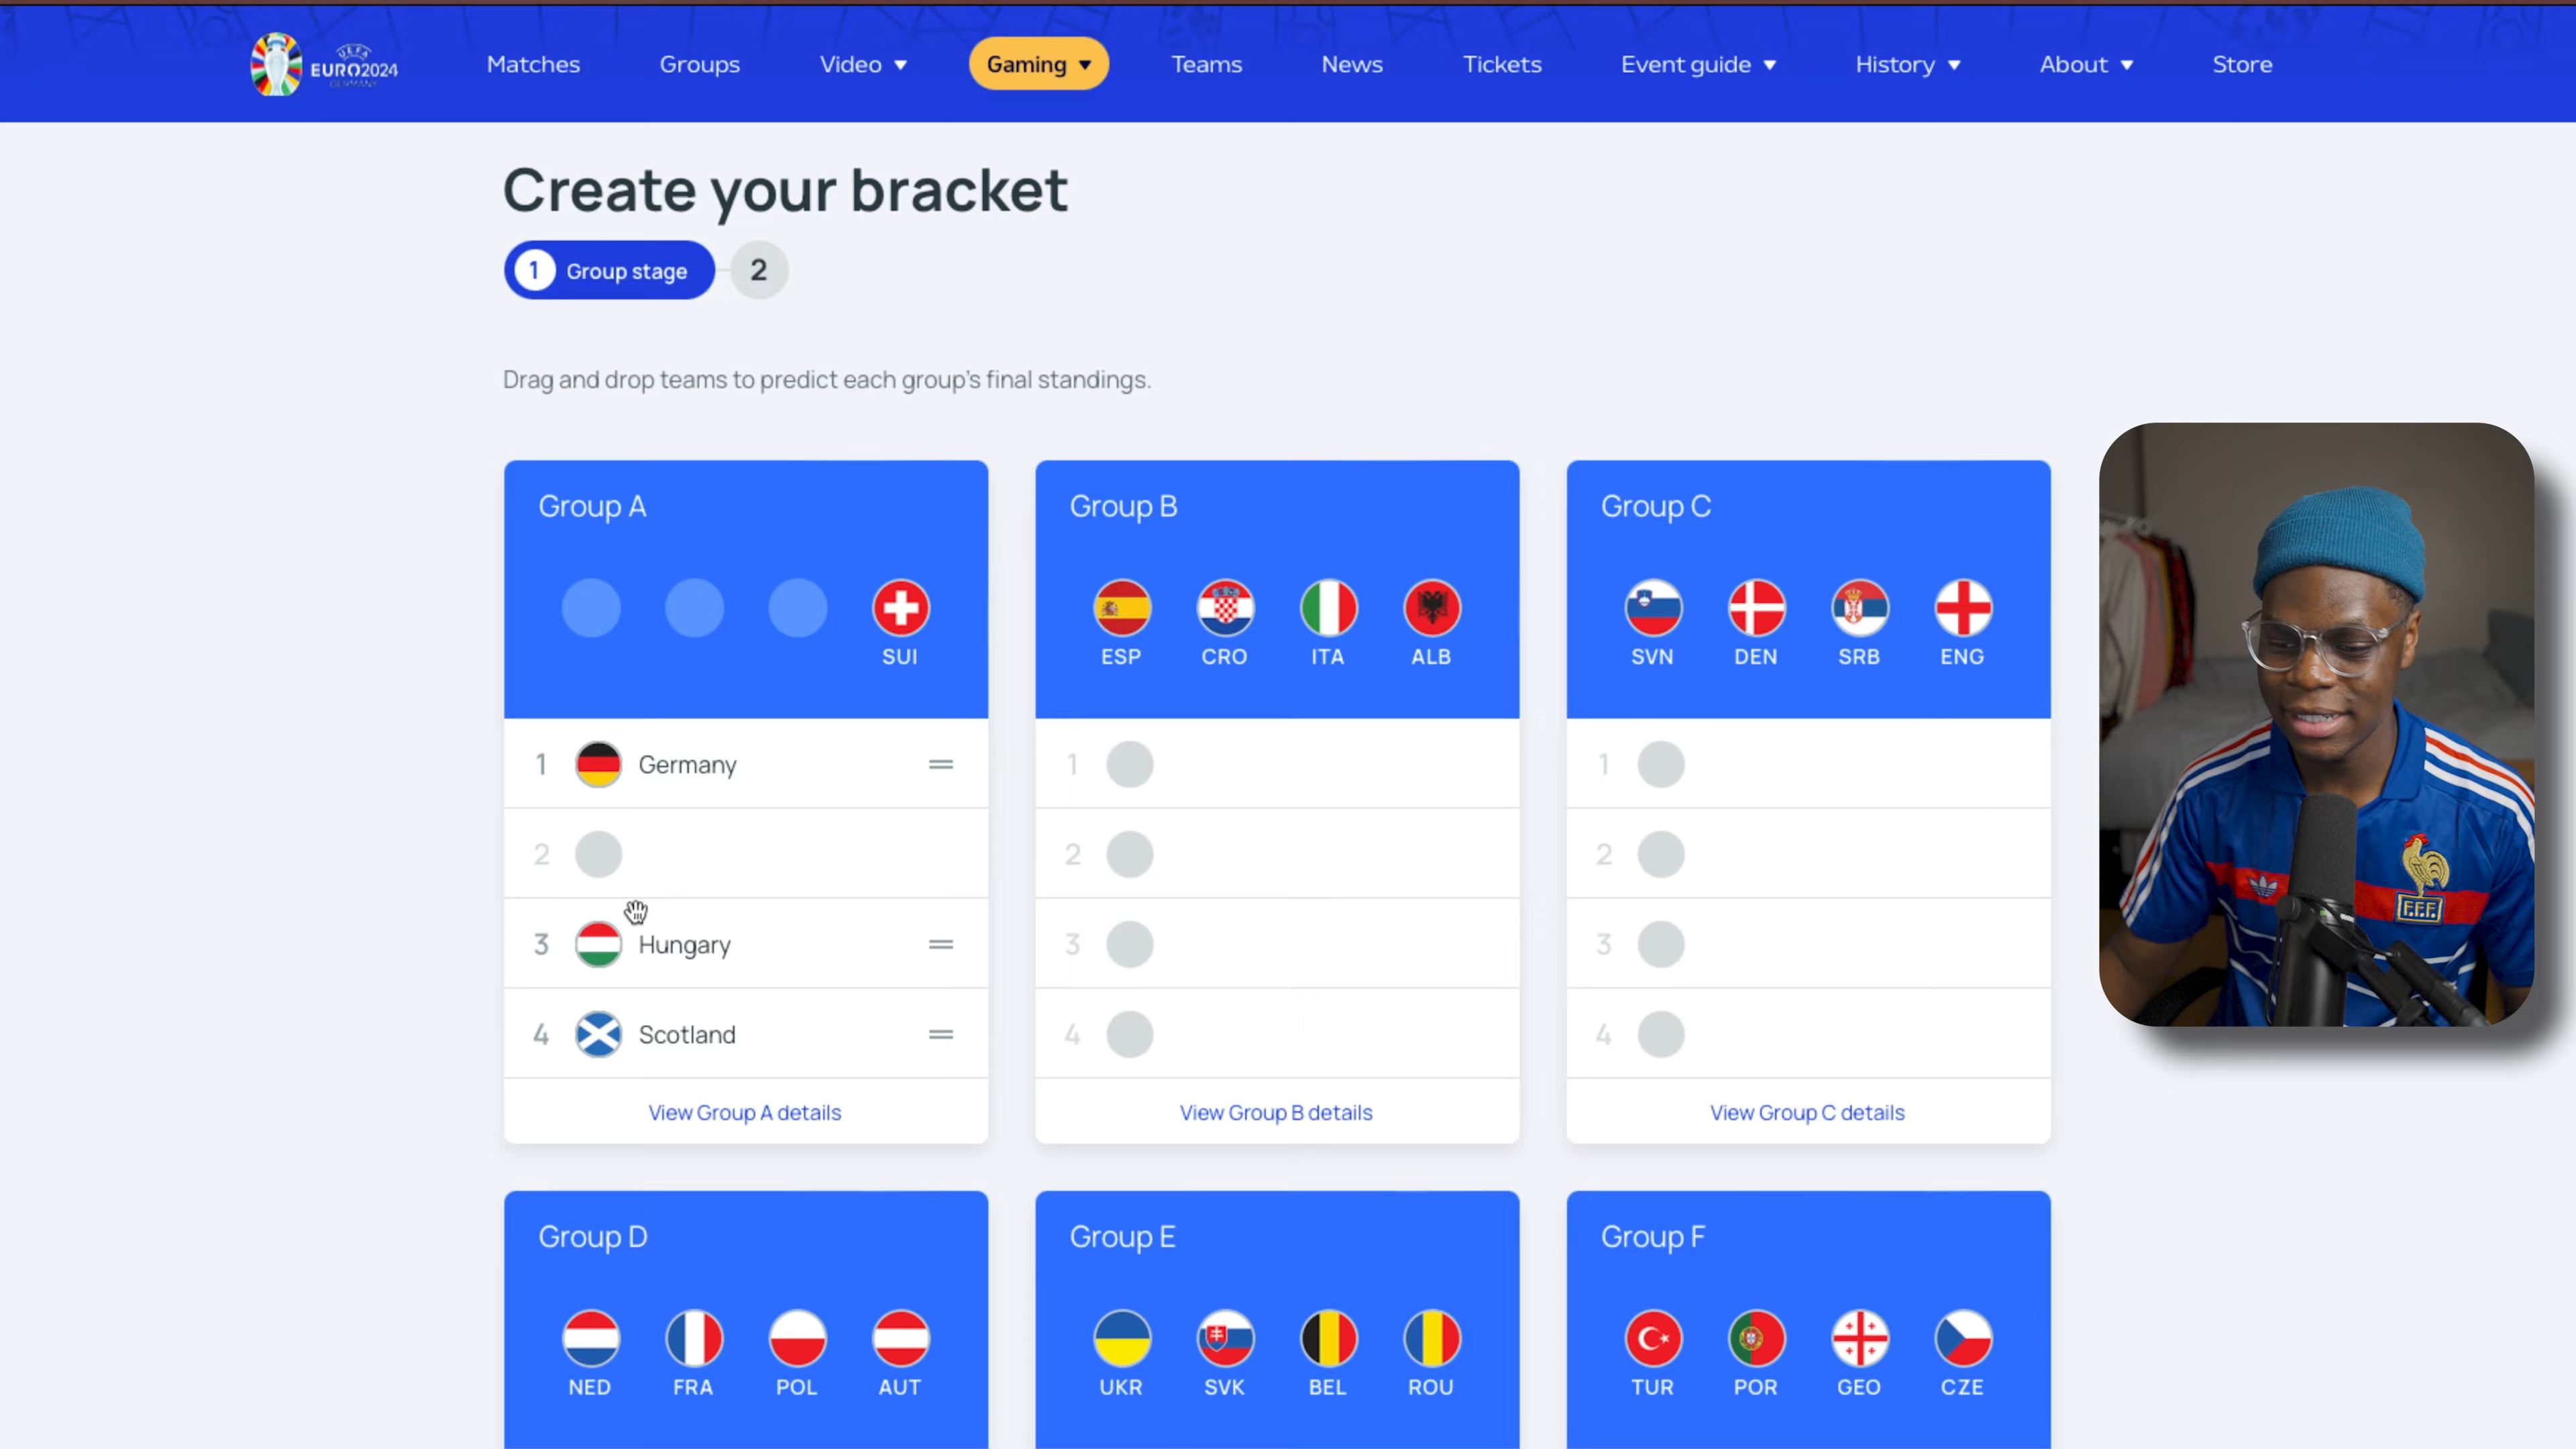 UEFA
EURO2024
GERMANY
Matches
Groups
Video
Gaming
Teams
News
Tickets
Event guide
History
About
Store
Create your bracket
1 Group stage
2
Drag and drop teams to predict each group's final standings.
Group A
SUI
1 Germany
2
3 Hungary
4 Scotland
View Group A details
Group B
ESP CRO ITA ALB
1
2
3
4
View Group B details
Group C
SVN DEN SRB ENG
1
2
3
4
View Group C details
F.F.F.
Group D
NED FRA POL AUT
Group E
UKR SVK BEL ROU
Group F
TUR POR GEO CZE